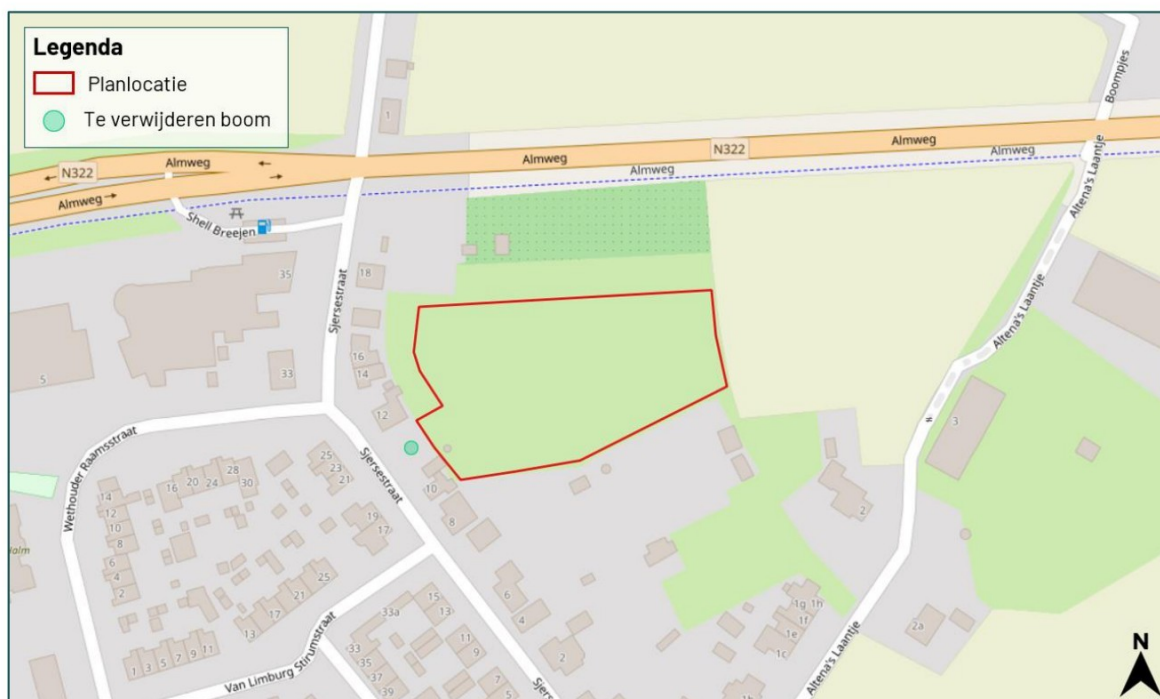 Legenda
Planlocatie
Te verwijderen boom
Boompjes
1
Almweg
N322
Almweg
Almweg
Almweg
N322
Almweg
Almweg
Almweg
Shell Breejen
Altena's Laantje
35
18
Sjersestraat
5
33
16
14
12
Altena's Laantje
3
Wethouder Raamsstraat
Sjersestraat
25
23
21
28
30
20
24
16
14
12
10
8
6
4
2
10
8
2
19
17
25
21
17
13
6
4
33a
15
13
1g
1h
1f
1e
1c
2a
1
3
5
7
9
11
33
35
37
39
11
9
7
5
2
Van Limburg Stirumstraat
Altena's Laantje
N